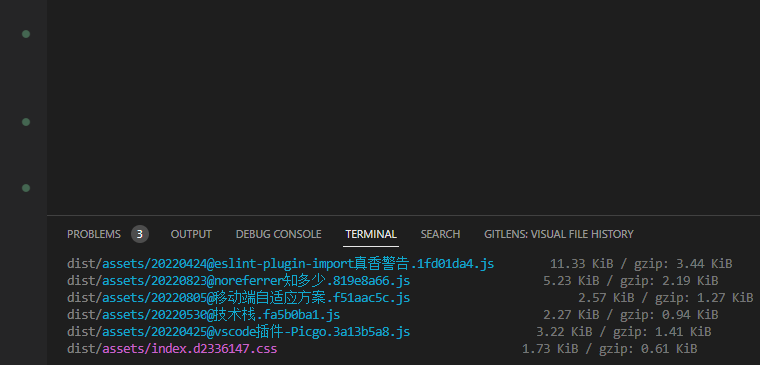 PROBLEMS 3 OUTPUT DEBUG CONSOLE TERMINAL SEARCH GITLENS: VISUAL FILE HISTORY
dist/assets/20220424@eslint-plugin-import真香警告.1fd01da4.js 11.33 KiB / gzip: 3.44 KiB
dist/assets/20220823@noreferrer知多少.819e8a66.js 5.23 KiB / gzip: 2.19 KiB
dist/assets/20220805@移动端自适应方案.f51aac5c.js 2.57 KiB / gzip: 1.27 KiB
dist/assets/20220530@技术栈.fa5b0ba1.js 2.27 KiB / gzip: 0.94 KiB
dist/assets/20220425@vscode插件-Picgo.3a13b5a8.js 3.22 KiB / gzip: 1.41 KiB
dist/assets/index.d2336147.css 1.73 KiB / gzip: 0.61 KiB